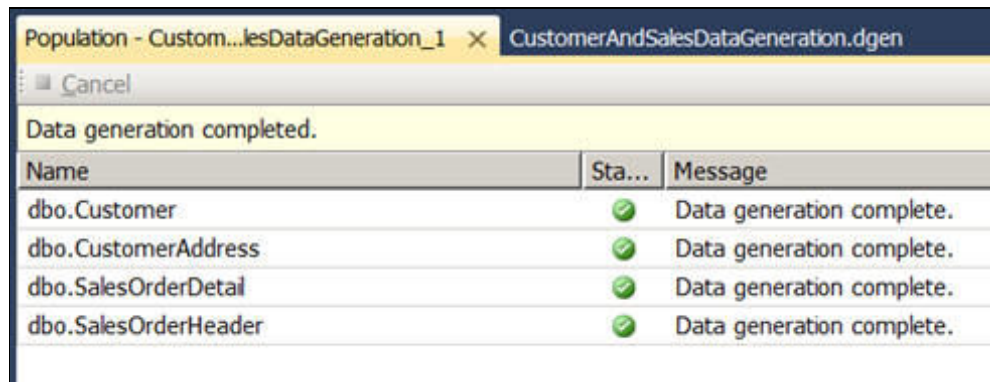 Population - Custom...lesDataGeneration_1 CustomerAndSalesDataGeneration.dgen
Cancel
Data generation completed.
Name Sta... Message
dbo.Customer Data generation complete.
dbo.CustomerAddress Data generation complete.
dbo.SalesOrderDetail Data generation complete.
dbo.SalesOrderHeader Data generation complete.